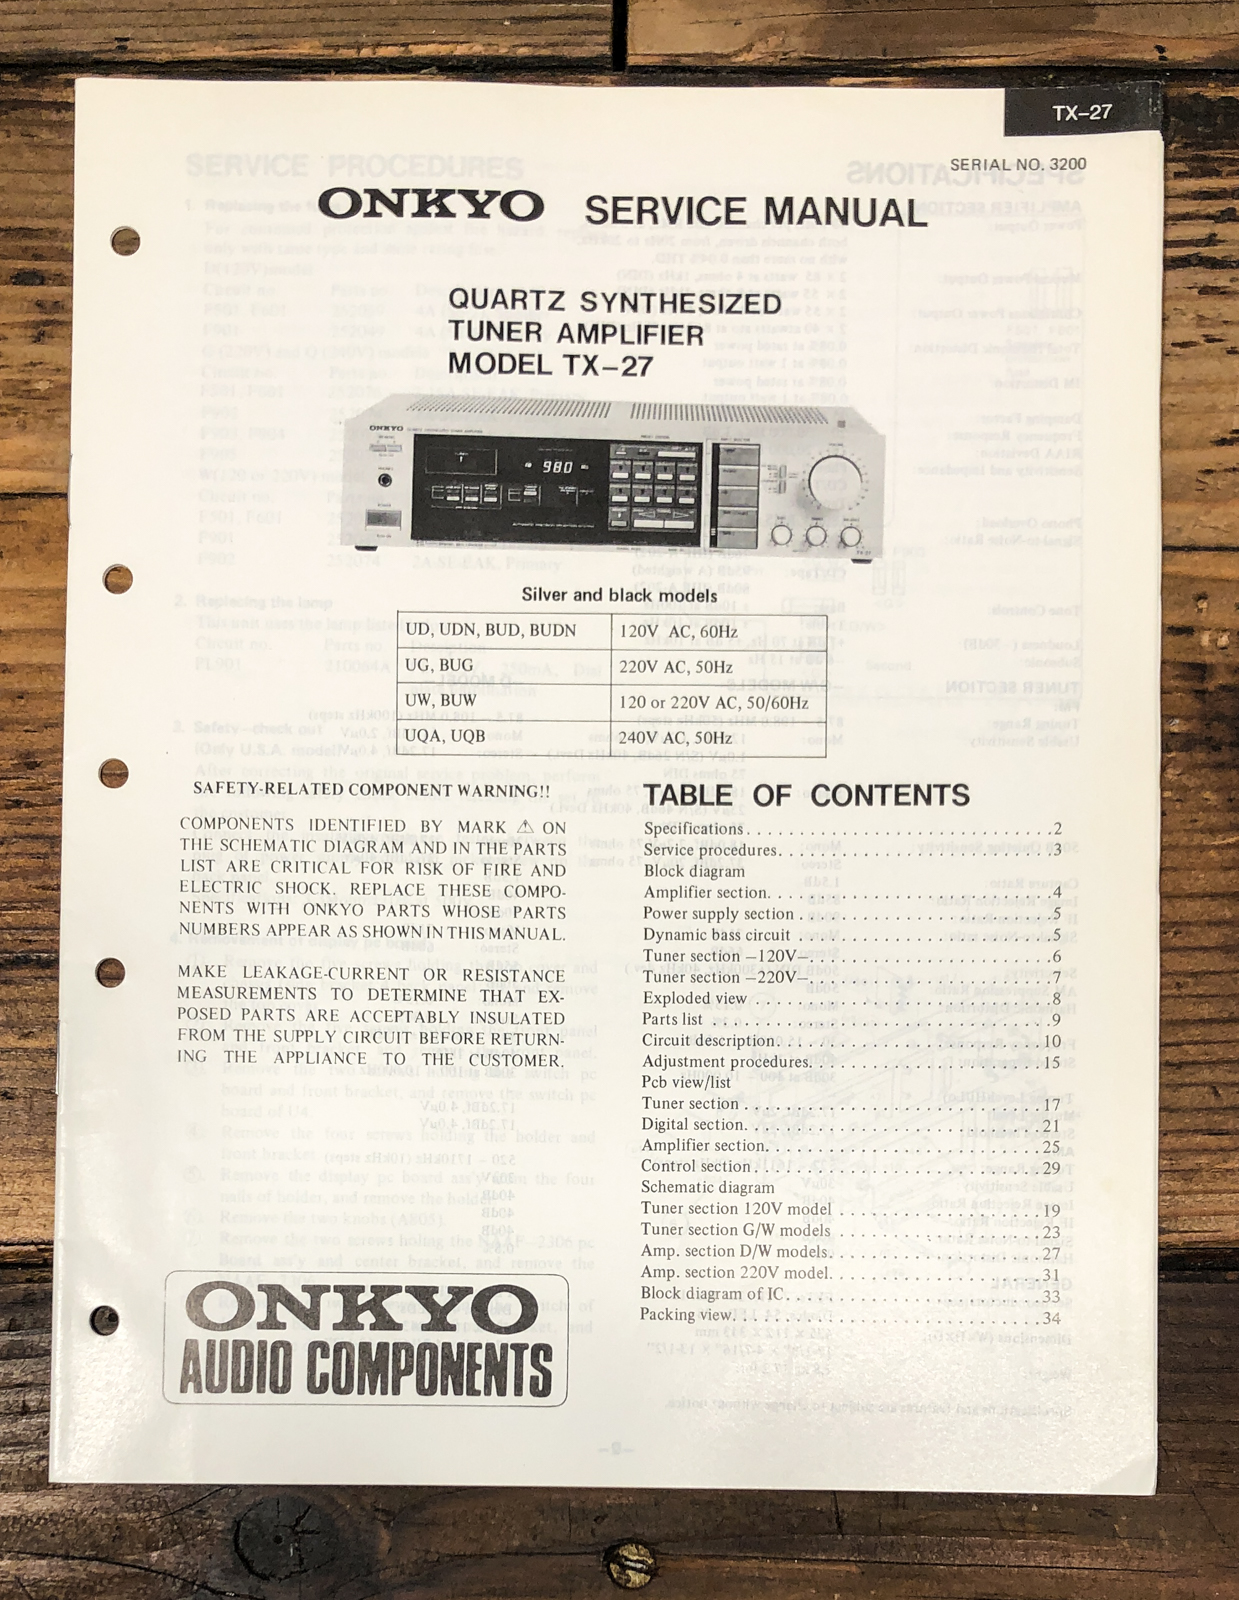 TX-27
SERIAL NO. 3200
ONKYO SERVICE MANUAL
QUARTZ SYNTHESIZED
TUNER AMPLIFIER
MODEL TX-27
ONKYO
980
Silver and black models
UD, UDN, BUD, BUDN 120V AC, 60Hz
UG, BUG 220V AC, 50Hz
UW, BUW 120 or 220V AC, 50/60Hz
UQA, UQB 240V AC, 50Hz
SAFETY-RELATED COMPONENT WARNING!!
COMPONENTS IDENTIFIED BY MARK ⚠ ON
THE SCHEMATIC DIAGRAM AND IN THE PARTS
LIST ARE CRITICAL FOR RISK OF FIRE AND
ELECTRIC SHOCK. REPLACE THESE COMPO-
NENTS WITH ONKYO PARTS WHOSE PARTS
NUMBERS APPEAR AS SHOWN IN THIS MANUAL.
MAKE LEAKAGE-CURRENT OR RESISTANCE
MEASUREMENTS TO DETERMINE THAT EX-
POSED PARTS ARE ACCEPTABLY INSULATED
FROM THE SUPPLY CIRCUIT BEFORE RETURN-
ING THE APPLIANCE TO THE CUSTOMER.
TABLE OF CONTENTS
Specifications. . . . . . . . . . . . . . . . . . . . . . . . . . . . .2
Service procedures. . . . . . . . . . . . . . . . . . . . . . . . . .3
Block diagram
Amplifier section. . . . . . . . . . . . . . . . . . . . . . . . . . .4
Power supply section . . . . . . . . . . . . . . . . . . . . . . . .5
Dynamic bass circuit . . . . . . . . . . . . . . . . . . . . . . . .5
Tuner section –120V–. . . . . . . . . . . . . . . . . . . . . . . .6
Tuner section –220V–. . . . . . . . . . . . . . . . . . . . . . . .7
Exploded view . . . . . . . . . . . . . . . . . . . . . . . . . . . .8
Parts list . . . . . . . . . . . . . . . . . . . . . . . . . . . . . . .9
Circuit description. . . . . . . . . . . . . . . . . . . . . . . . . 10
Adjustment procedures. . . . . . . . . . . . . . . . . . . . . . 15
Pcb view/list
Tuner section . . . . . . . . . . . . . . . . . . . . . . . . . . . . 17
Digital section. . . . . . . . . . . . . . . . . . . . . . . . . . . . 21
Amplifier section. . . . . . . . . . . . . . . . . . . . . . . . . . 25
Control section . . . . . . . . . . . . . . . . . . . . . . . . . . . 29
Schematic diagram
Tuner section 120V model . . . . . . . . . . . . . . . . . . . . 19
Tuner section G/W models . . . . . . . . . . . . . . . . . . . . 23
Amp. section D/W models. . . . . . . . . . . . . . . . . . . . 27
Amp. section 220V model. . . . . . . . . . . . . . . . . . . . 31
Block diagram of IC. . . . . . . . . . . . . . . . . . . . . . . . 33
Packing view. . . . . . . . . . . . . . . . . . . . . . . . . . . . . 34
ONKYO
AUDIO COMPONENTS